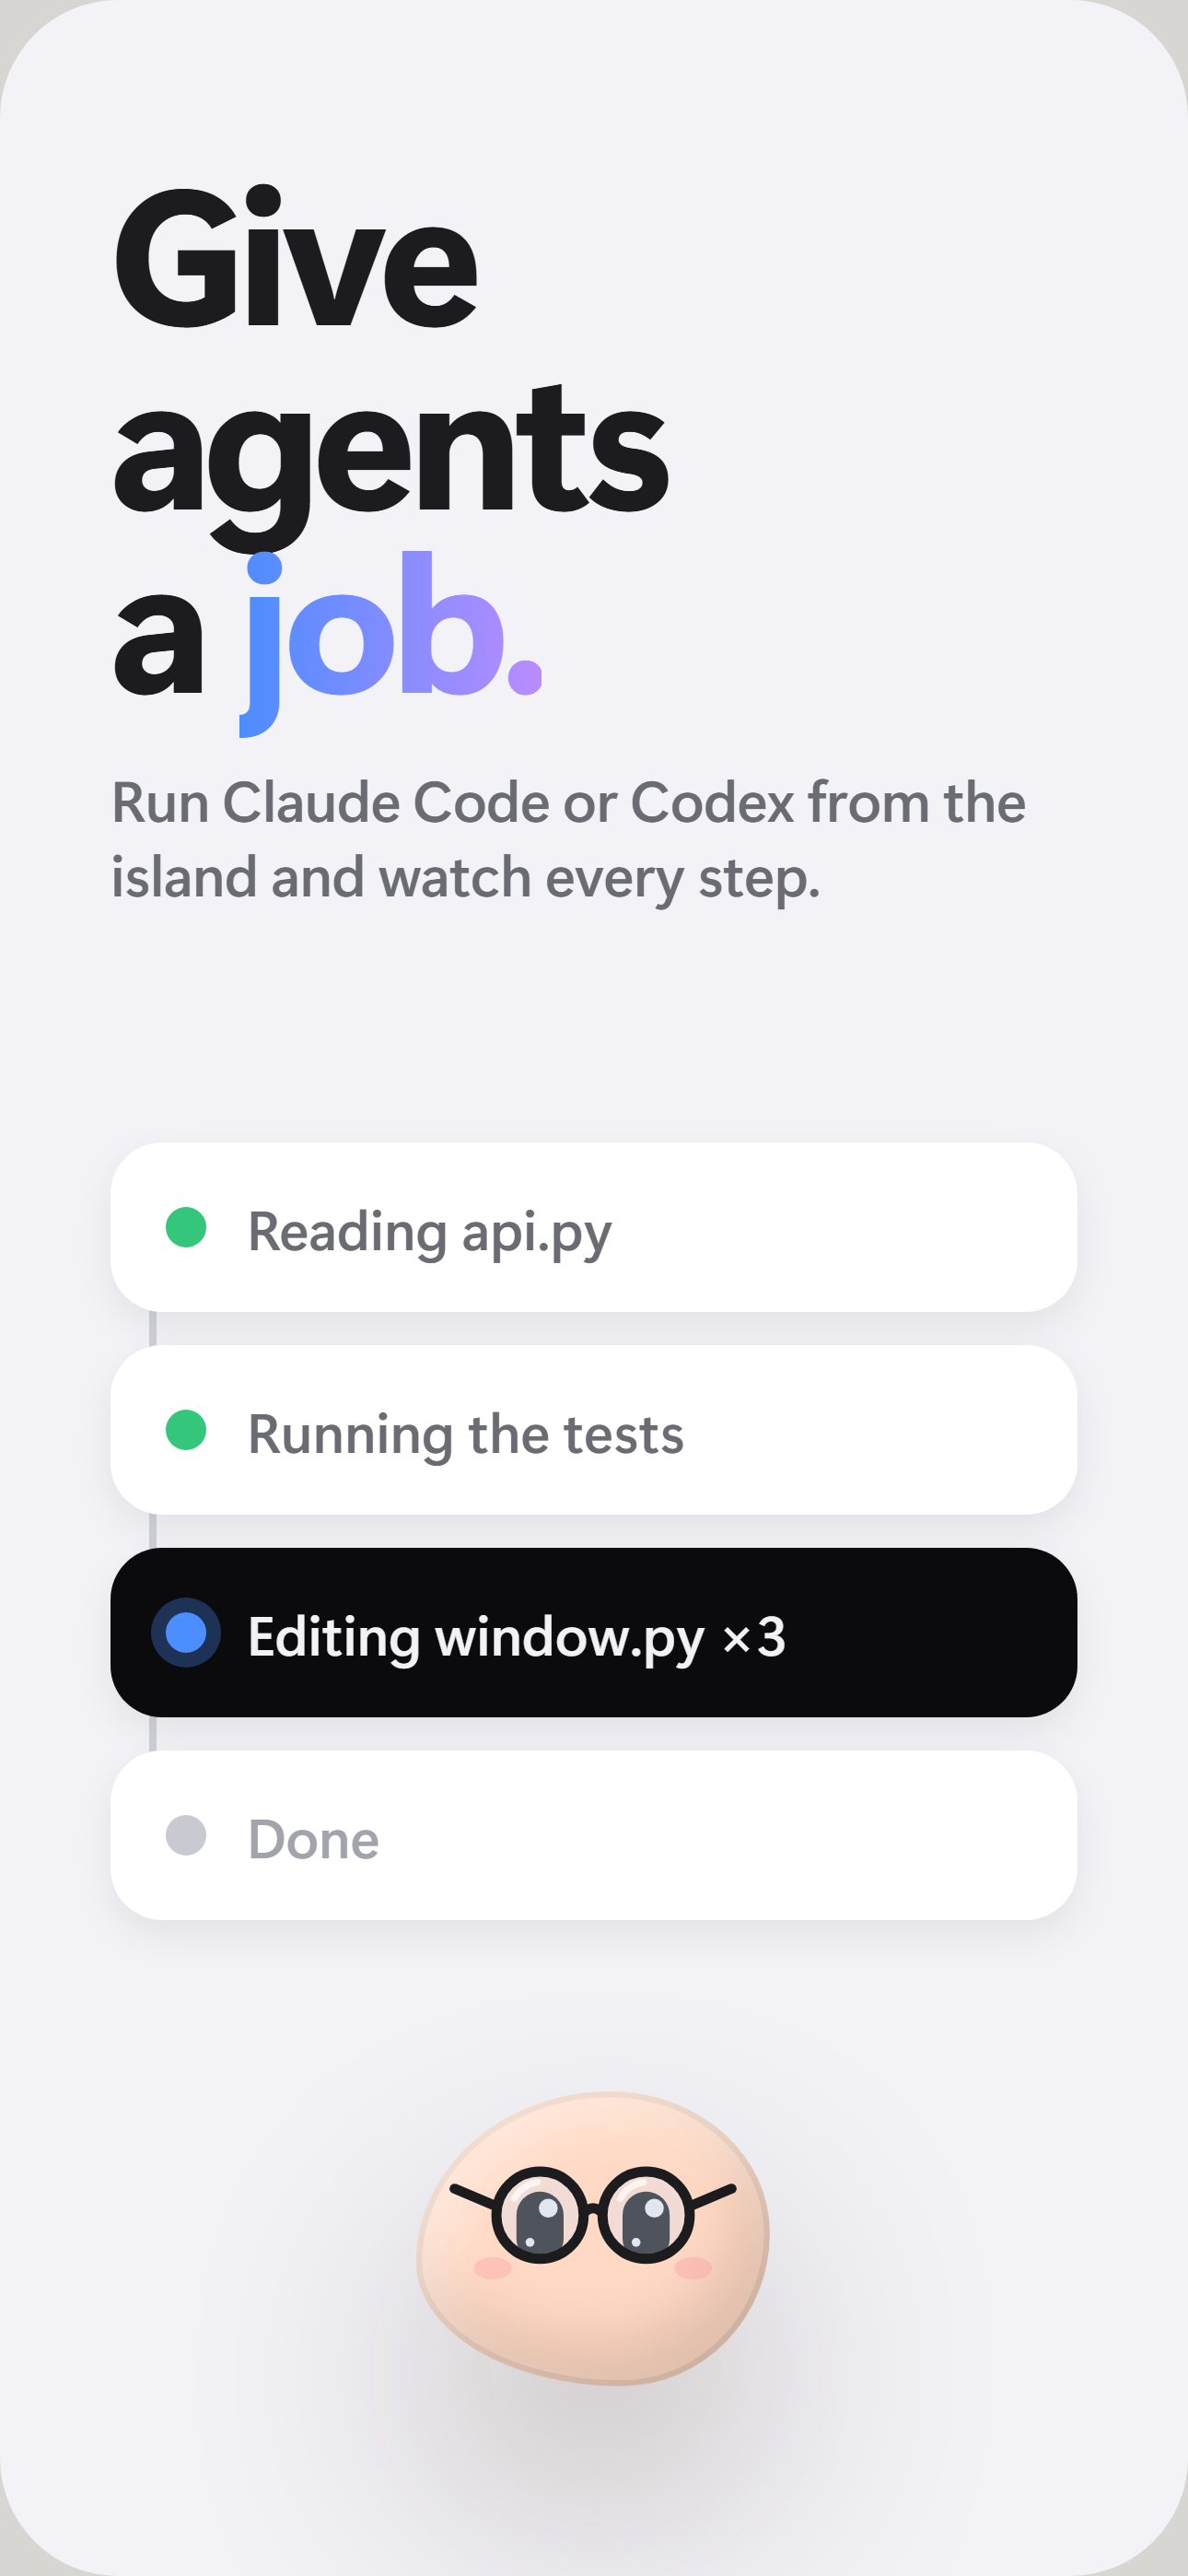 Give
agents
a job.
Run Claude Code or Codex from the
island and watch every step.
Reading api.py
Running the tests
Editing window.py ×3
Done